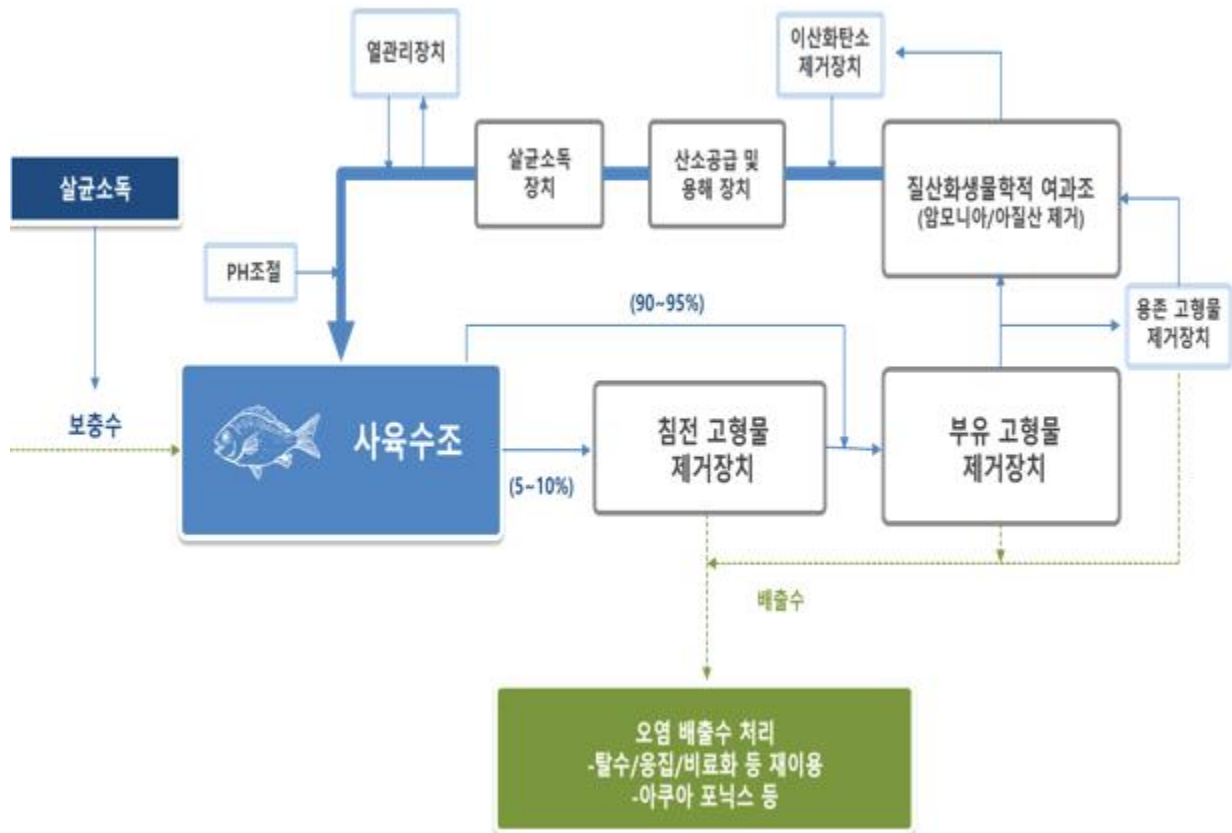 열관리장치
이산화탄소
제거장치
살균소독
살균소독
장치
산소공급 및
용해 장치
질산화생물학적 여과조
(암모니아/아질산 제거)
PH조절
(90~95%)
용존 고형물
제거장치
보충수
사육수조
(5~10%)
침전 고형물
제거장치
부유 고형물
제거장치
배출수
오염 배출수 처리
-탈수/응집/비료화 등 재이용
-아쿠아 포닉스 등